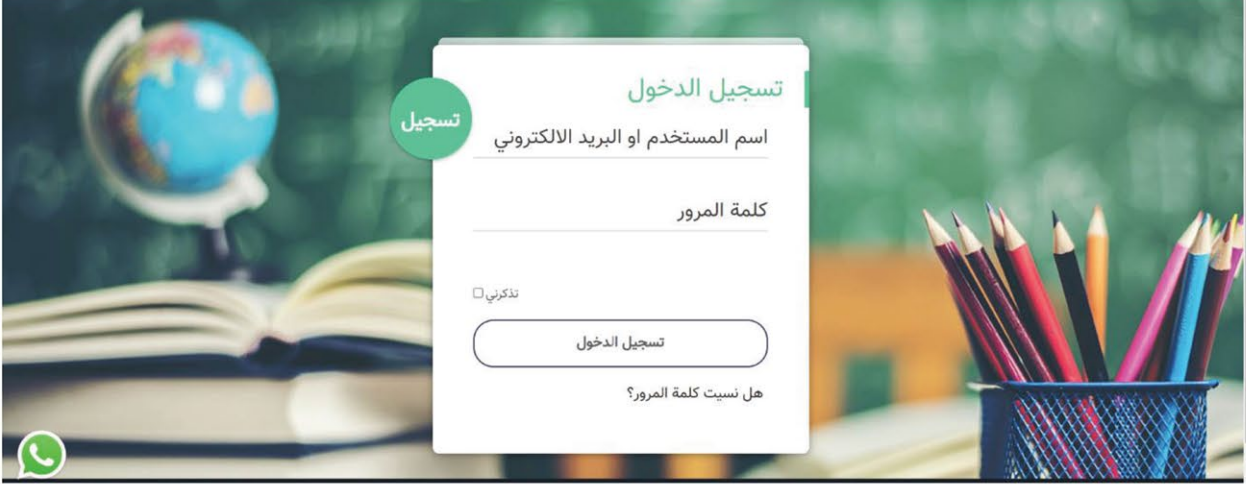 تسجيل الدخول
تسجيل
اسم المستخدم او البريد الالكتروني
كلمة المرور
تذكرني
تسجيل الدخول
هل نسيت كلمة المرور؟